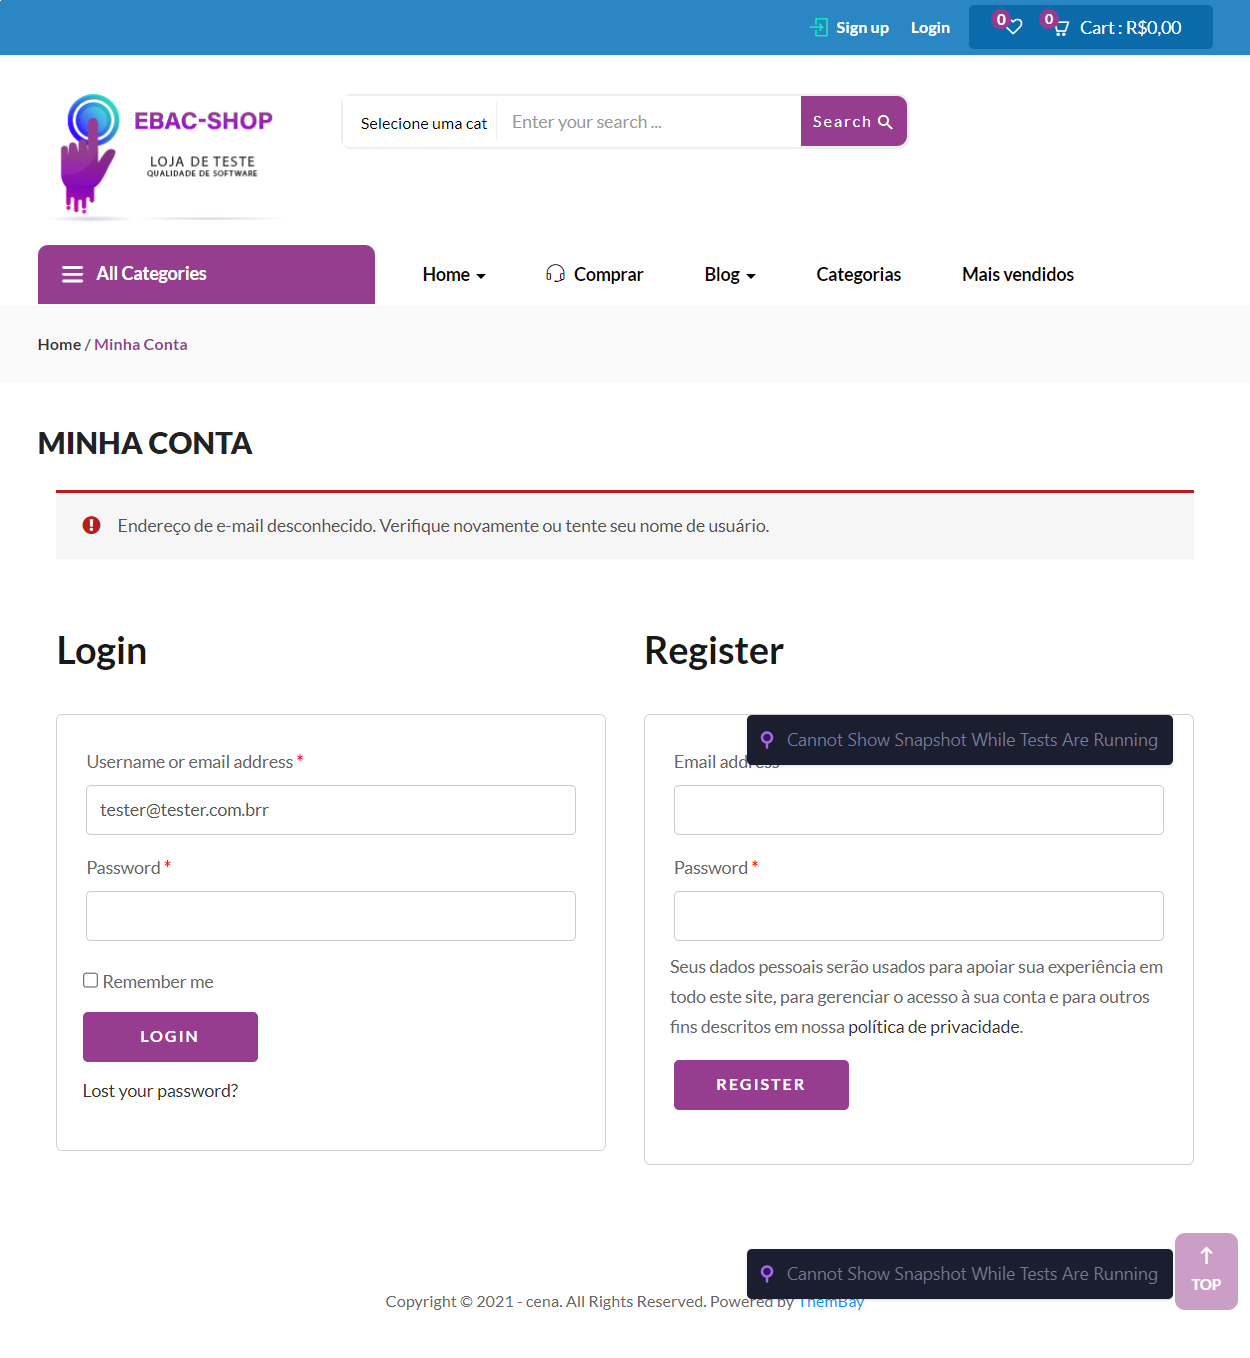 Sign up Login 0 0 Cart : R$0,00
EBAC-SHOP
LOJA DE TESTE
QUALIDADE DE SOFTWARE
Selecione uma cat Enter your search ... Search
All Categories Home Comprar Blog Categorias Mais vendidos
Home / Minha Conta
MINHA CONTA
Endereço de e-mail desconhecido. Verifique novamente ou tente seu nome de usuário.
Login
Username or email address *
tester@tester.com.brr
Password *
Remember me
LOGIN
Lost your password?
Register
Cannot Show Snapshot While Tests Are Running
Email address
Password *
Seus dados pessoais serão usados para apoiar sua experiência em
todo este site, para gerenciar o acesso à sua conta e para outros
fins descritos em nossa política de privacidade.
REGISTER
Cannot Show Snapshot While Tests Are Running
TOP
Copyright © 2021 - cena. All Rights Reserved. Powered by ThemBay